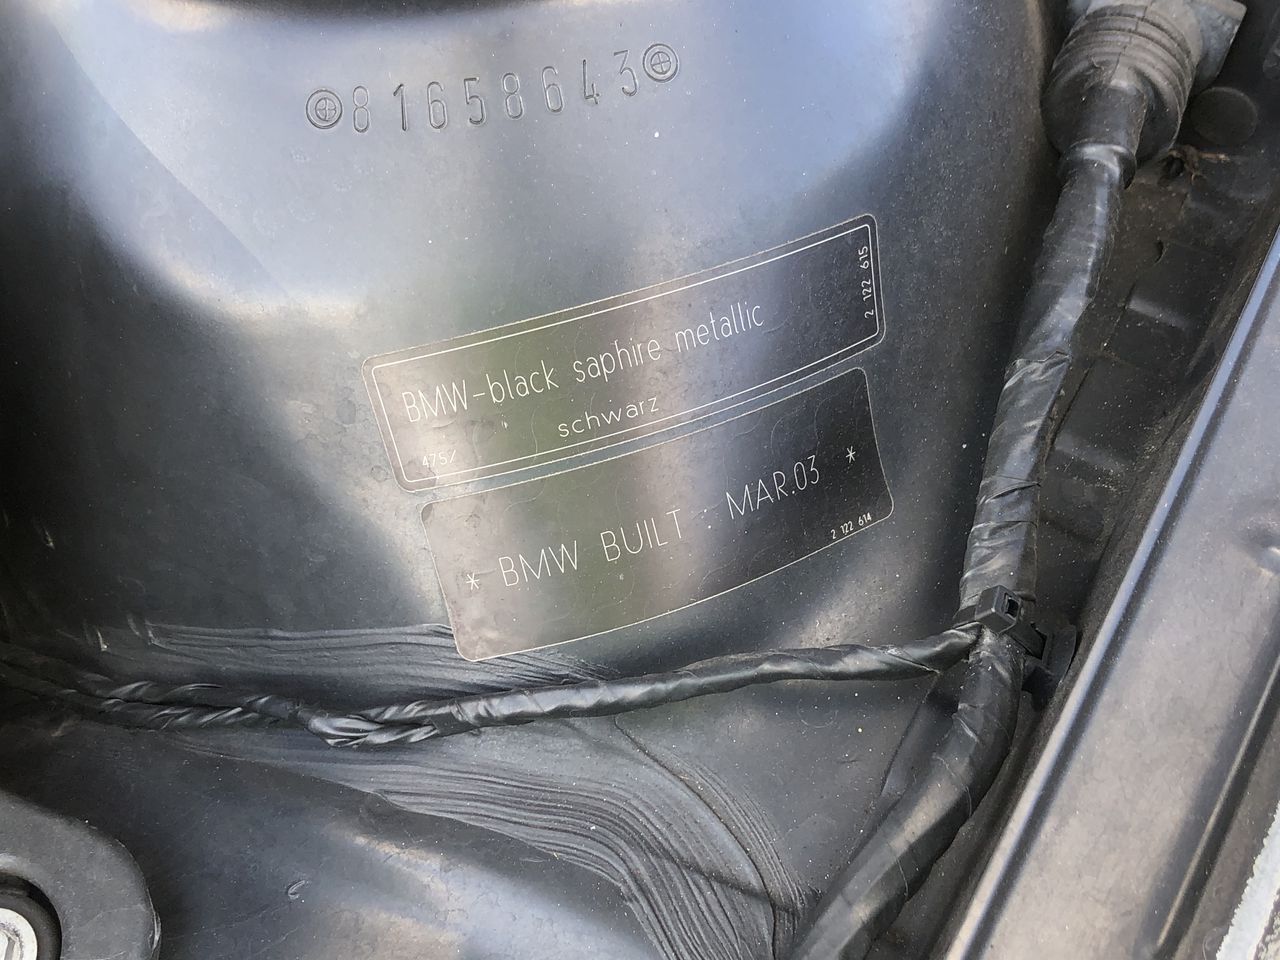 81658643
BMW-black saphire metallic
475/ schwarz
2 122 615
* BMW BUILT : MAR.03 *
2 122 614